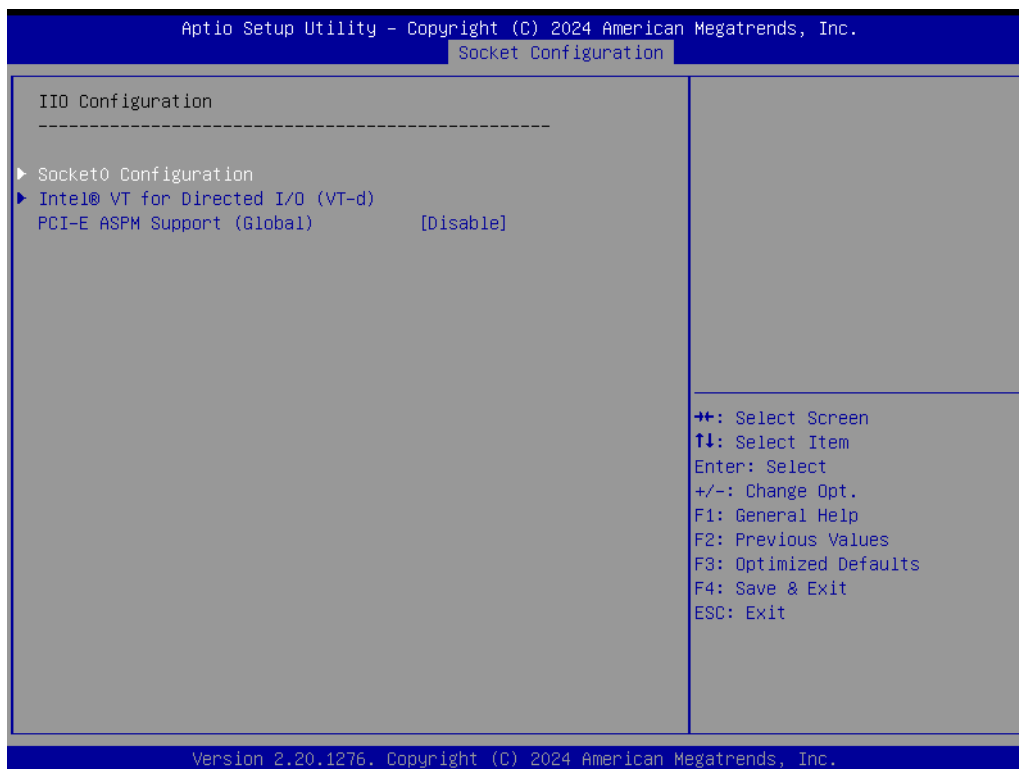 Aptio Setup Utility – Copyright (C) 2024 American Megatrends, Inc.
Socket Configuration
IIO Configuration
--------------------------------------------------
▶ Socket0 Configuration
▶ Intel® VT for Directed I/O (VT-d)
PCI-E ASPM Support (Global) [Disable]
→←: Select Screen
↑↓: Select Item
Enter: Select
+/-: Change Opt.
F1: General Help
F2: Previous Values
F3: Optimized Defaults
F4: Save & Exit
ESC: Exit
Version 2.20.1276. Copyright (C) 2024 American Megatrends, Inc.